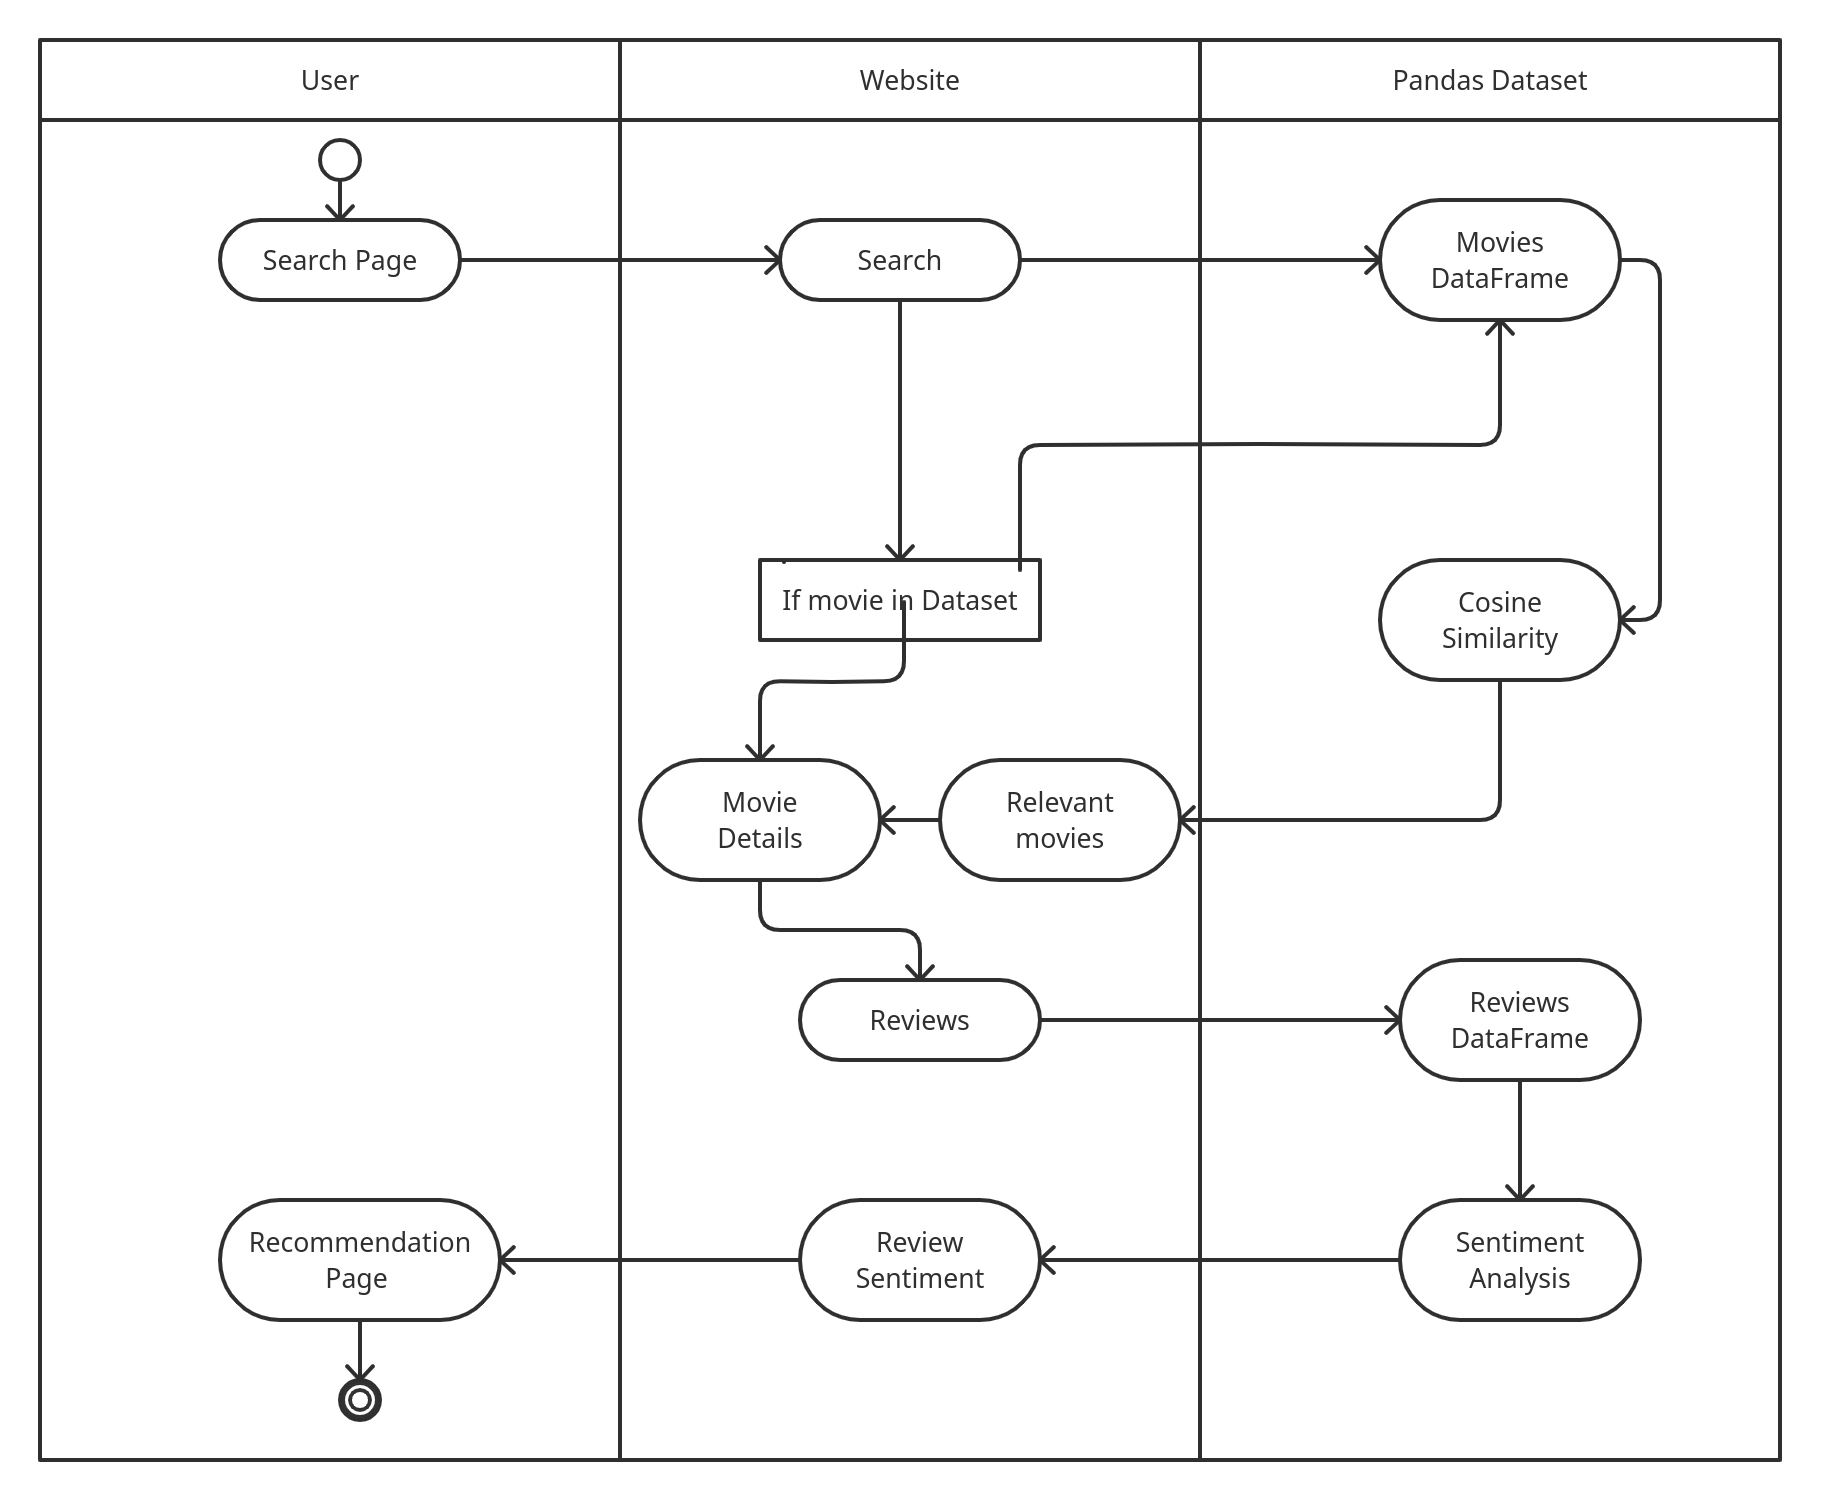 User
Website
Pandas Dataset
Search Page
Search
Movies
DataFrame
If movie in Dataset
Cosine
Similarity
Movie
Details
Relevant
movies
Reviews
Reviews
DataFrame
Recommendation
Page
Review
Sentiment
Sentiment
Analysis